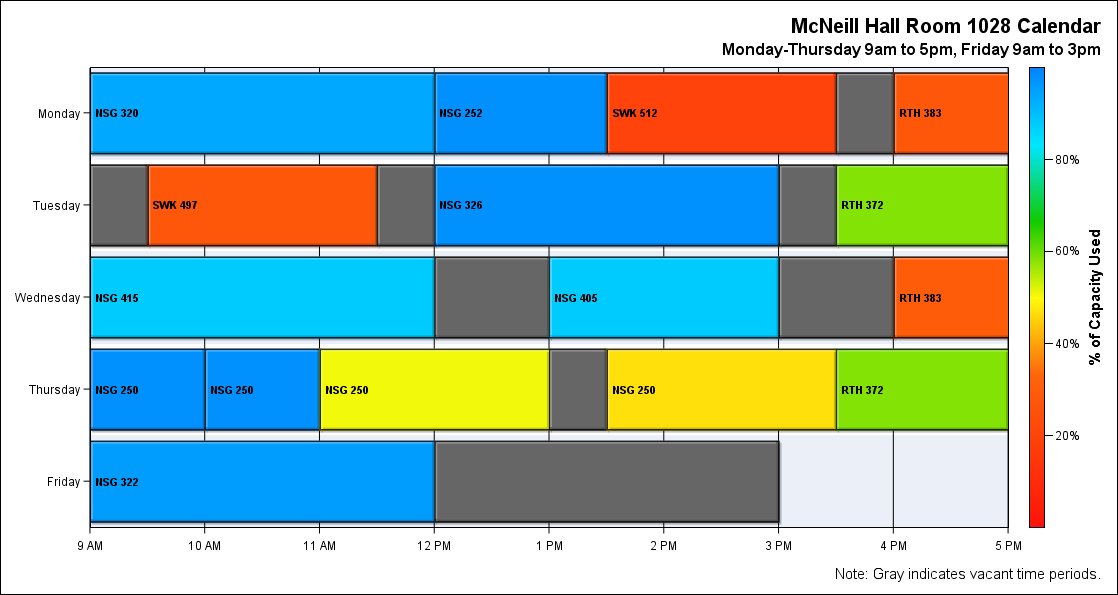 McNeill Hall Room 1028 Calendar
Monday-Thursday 9am to 5pm, Friday 9am to 3pm
Monday
NSG 320
NSG 252
SWK 512
RTH 383
80%
Tuesday
SWK 497
NSG 326
RTH 372
60%
Wednesday
NSG 415
NSG 405
RTH 383
% of Capacity Used
40%
Thursday
NSG 250
NSG 250
NSG 250
NSG 250
RTH 372
20%
Friday
NSG 322
9 AM
10 AM
11 AM
12 PM
1 PM
2 PM
3 PM
4 PM
5 PM
Note: Gray indicates vacant time periods.